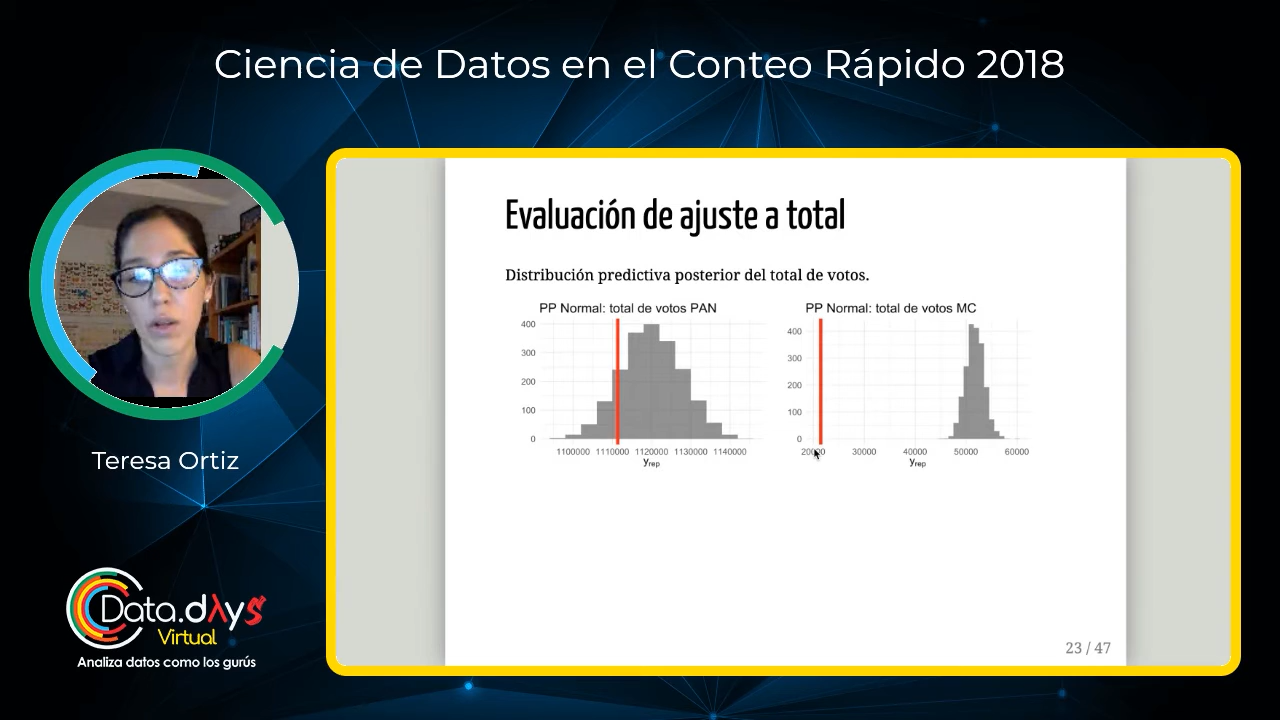 Ciencia de Datos en el Conteo Rápido 2018
Evaluación de ajuste a total
Distribución predictiva posterior del total de votos.
PP Normal: total de votos PAN
400
300
200
100
0
1100000 1110000 1120000 1130000 1140000
yrep
PP Normal: total de votos MC
400
300
200
100
0
20000 30000 40000 50000 60000
yrep
23 / 47
Teresa Ortiz
Data.dλys
Virtual
Analiza datos como los gurús